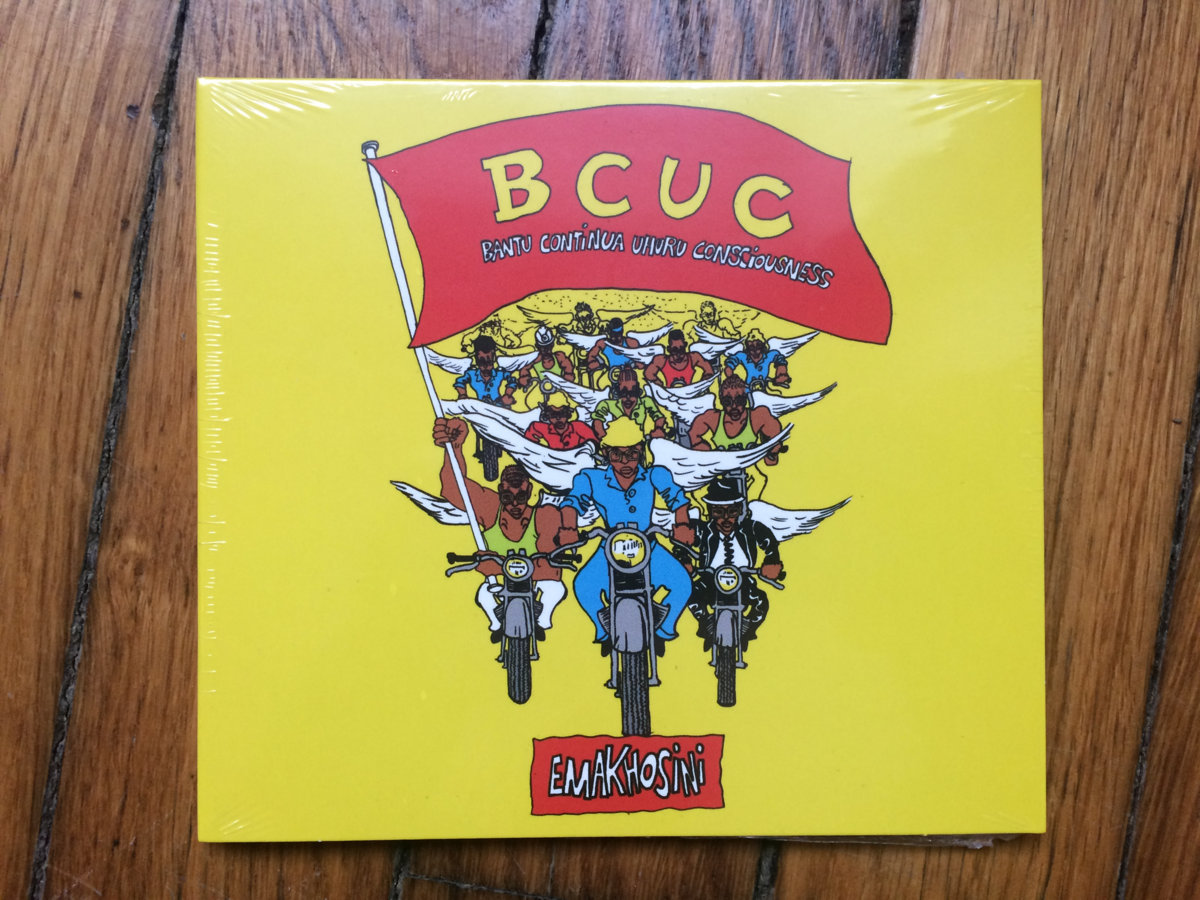 BCUC
BANTU CONTINUA UHURU CONSCIOUSNESS
EMAKHOSINI